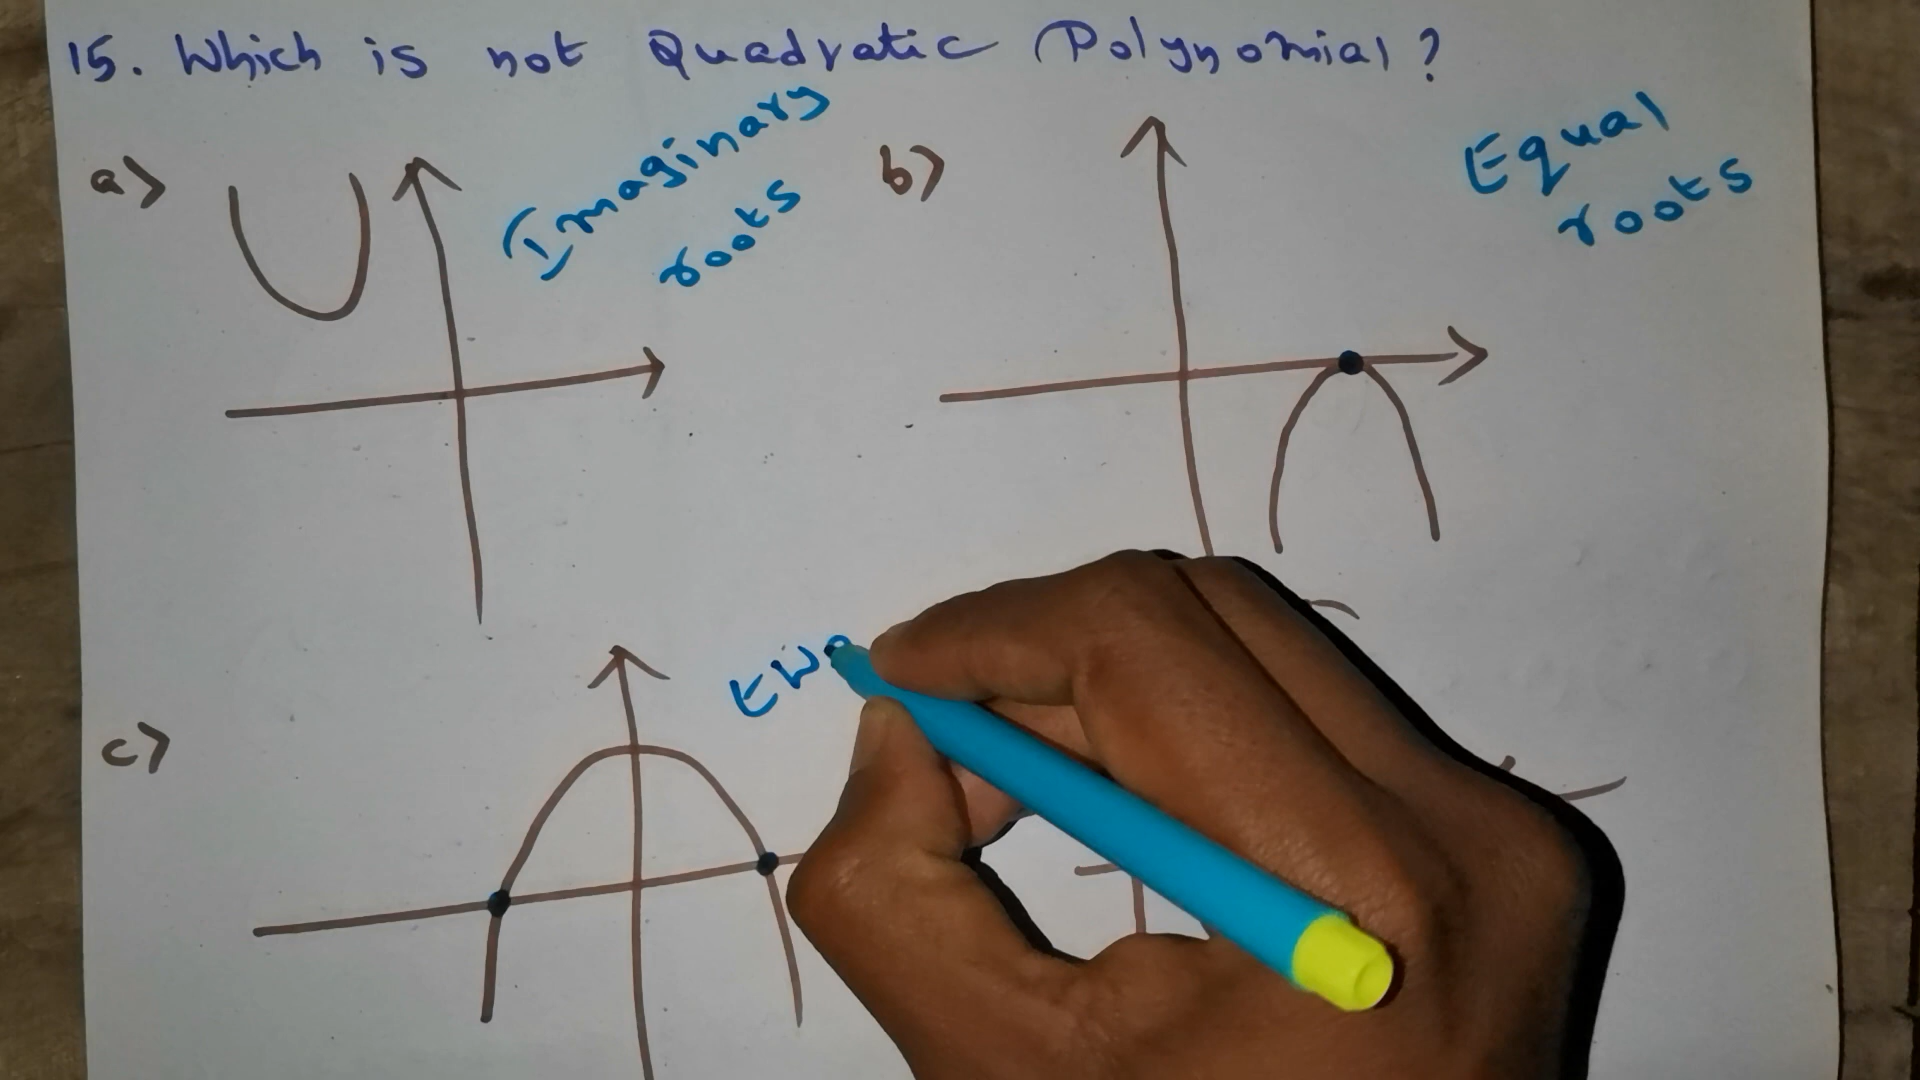 15. Which is not Quadratic Polynomial?
a)
Imaginary
roots
b)
Equal
roots
c)
two